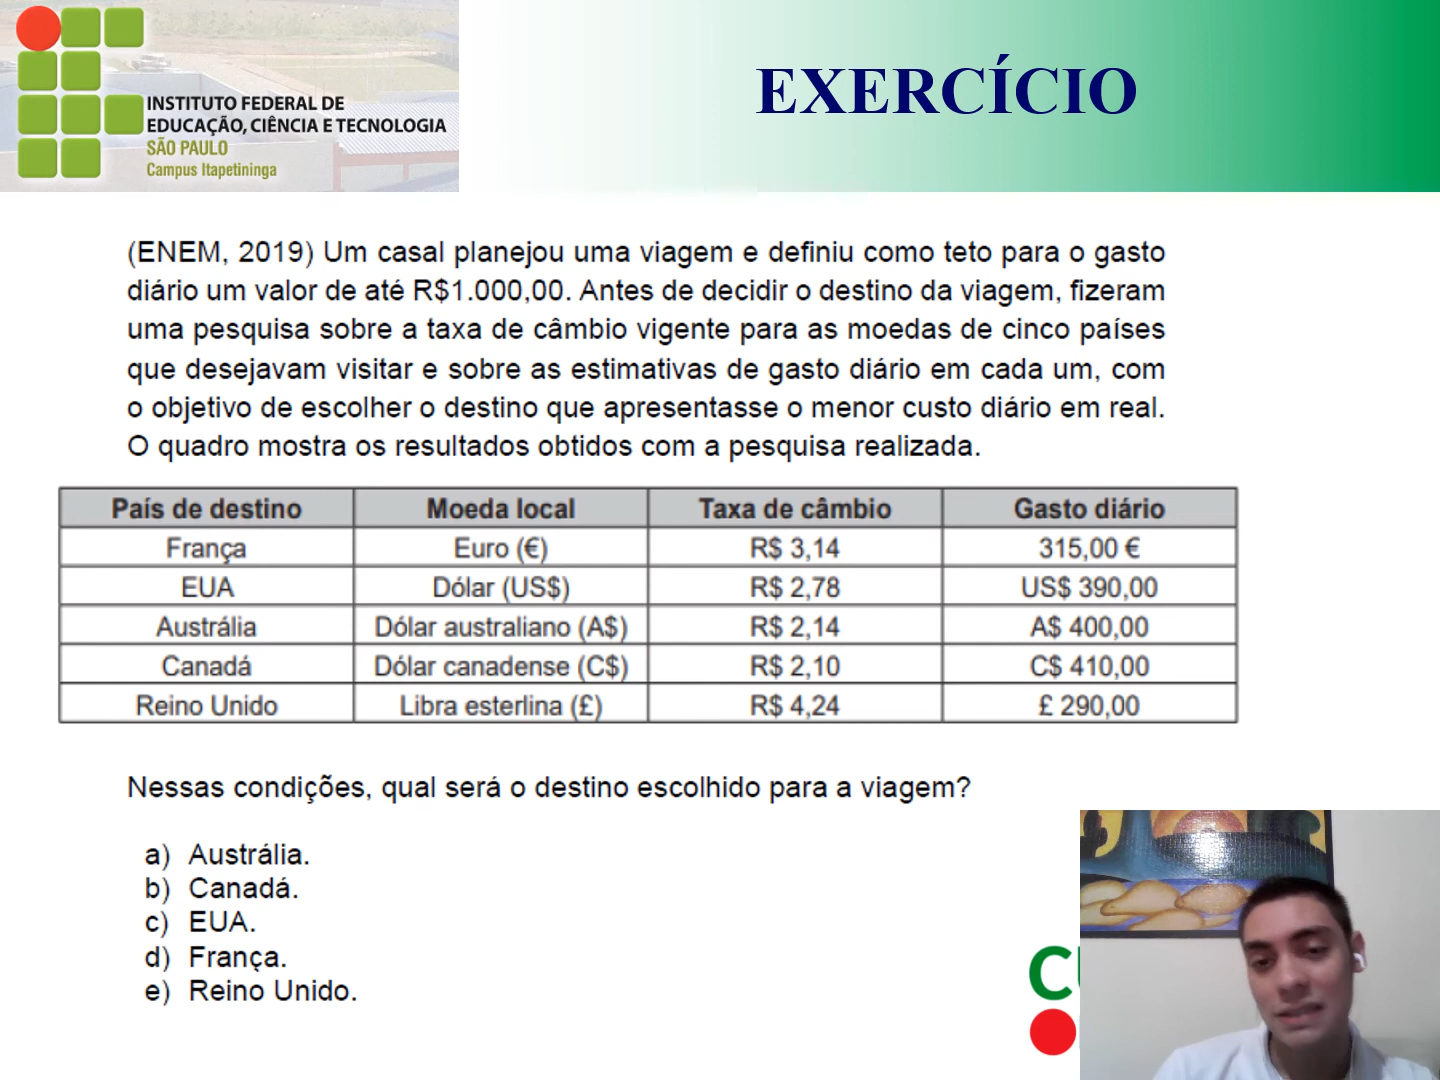 INSTITUTO FEDERAL DE
EDUCAÇÃO, CIÊNCIA E TECNOLOGIA
SÃO PAULO
Campus Itapetininga
EXERCÍCIO
(ENEM, 2019) Um casal planejou uma viagem e definiu como teto para o gasto
diário um valor de até R$1.000,00. Antes de decidir o destino da viagem, fizeram
uma pesquisa sobre a taxa de câmbio vigente para as moedas de cinco países
que desejavam visitar e sobre as estimativas de gasto diário em cada um, com
o objetivo de escolher o destino que apresentasse o menor custo diário em real.
O quadro mostra os resultados obtidos com a pesquisa realizada.
País de destino Moeda local Taxa de câmbio Gasto diário
França Euro (€) R$ 3,14 315,00 €
EUA Dólar (US$) R$ 2,78 US$ 390,00
Austrália Dólar australiano (A$) R$ 2,14 A$ 400,00
Canadá Dólar canadense (C$) R$ 2,10 C$ 410,00
Reino Unido Libra esterlina (£) R$ 4,24 £ 290,00
Nessas condições, qual será o destino escolhido para a viagem?
a) Austrália.
b) Canadá.
c) EUA.
d) França.
e) Reino Unido.